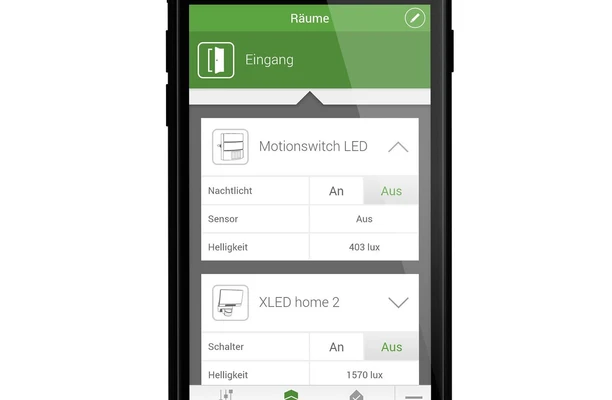 Räume
Eingang
Motionswitch LED
Nachtlicht An Aus
Sensor Aus
Helligkeit 403 lux
XLED home 2
Schalter An Aus
Helligkeit 1570 lux